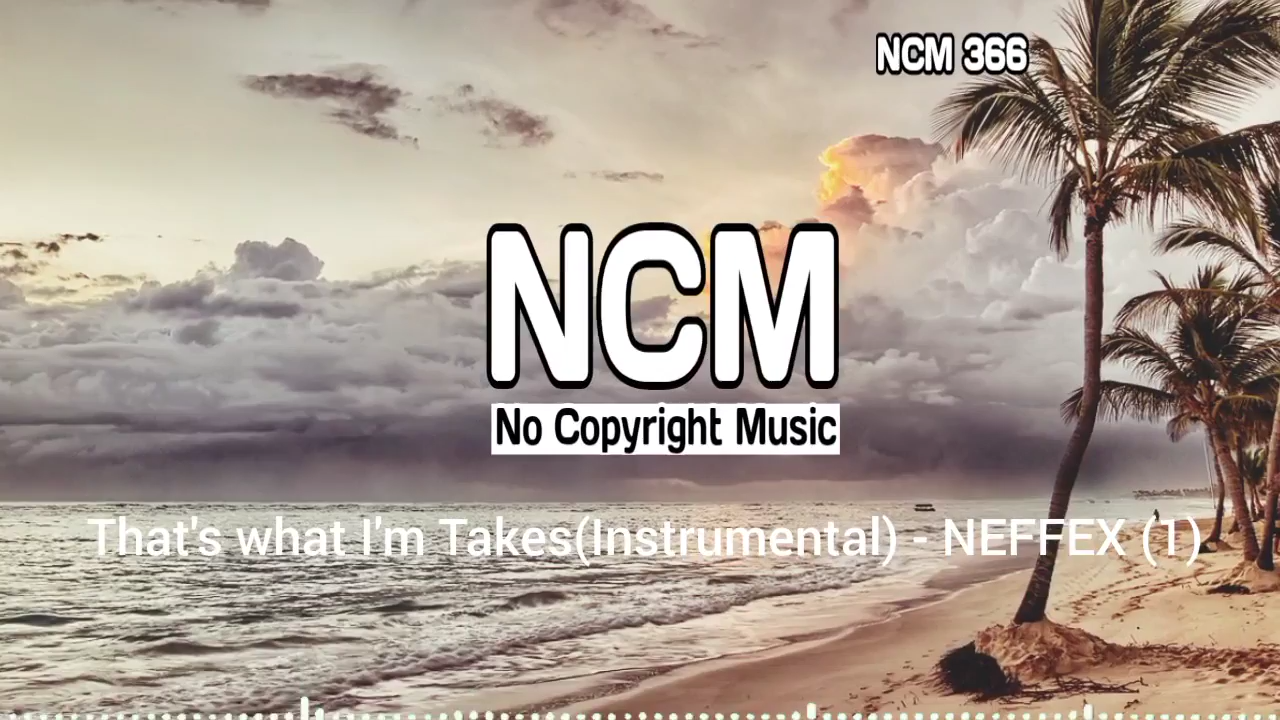 NCM 366
NCM
No Copyright Music
That's what I'm Takes(Instrumental) - NEFFEX (1)